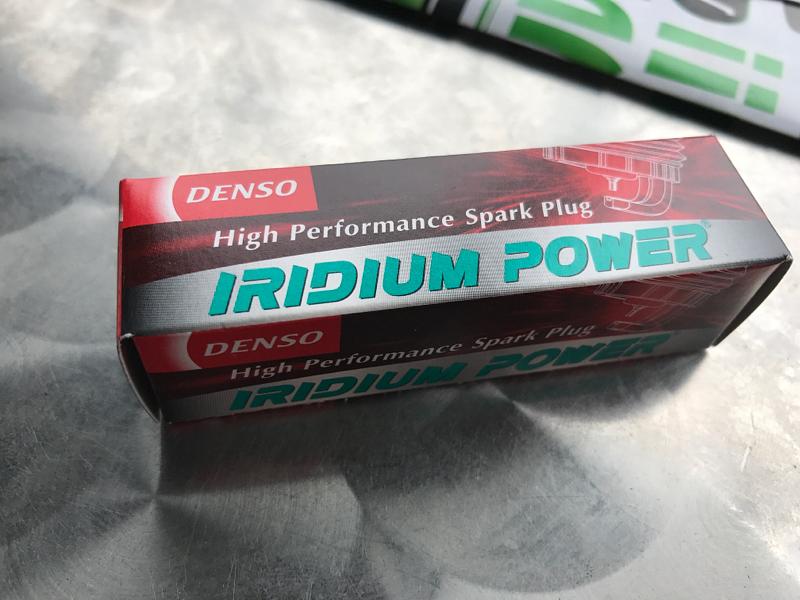 DENSO
High Performance Spark Plug
IRIDIUM POWER
DENSO
High Performance Spark Plug
IRIDIUM POWER